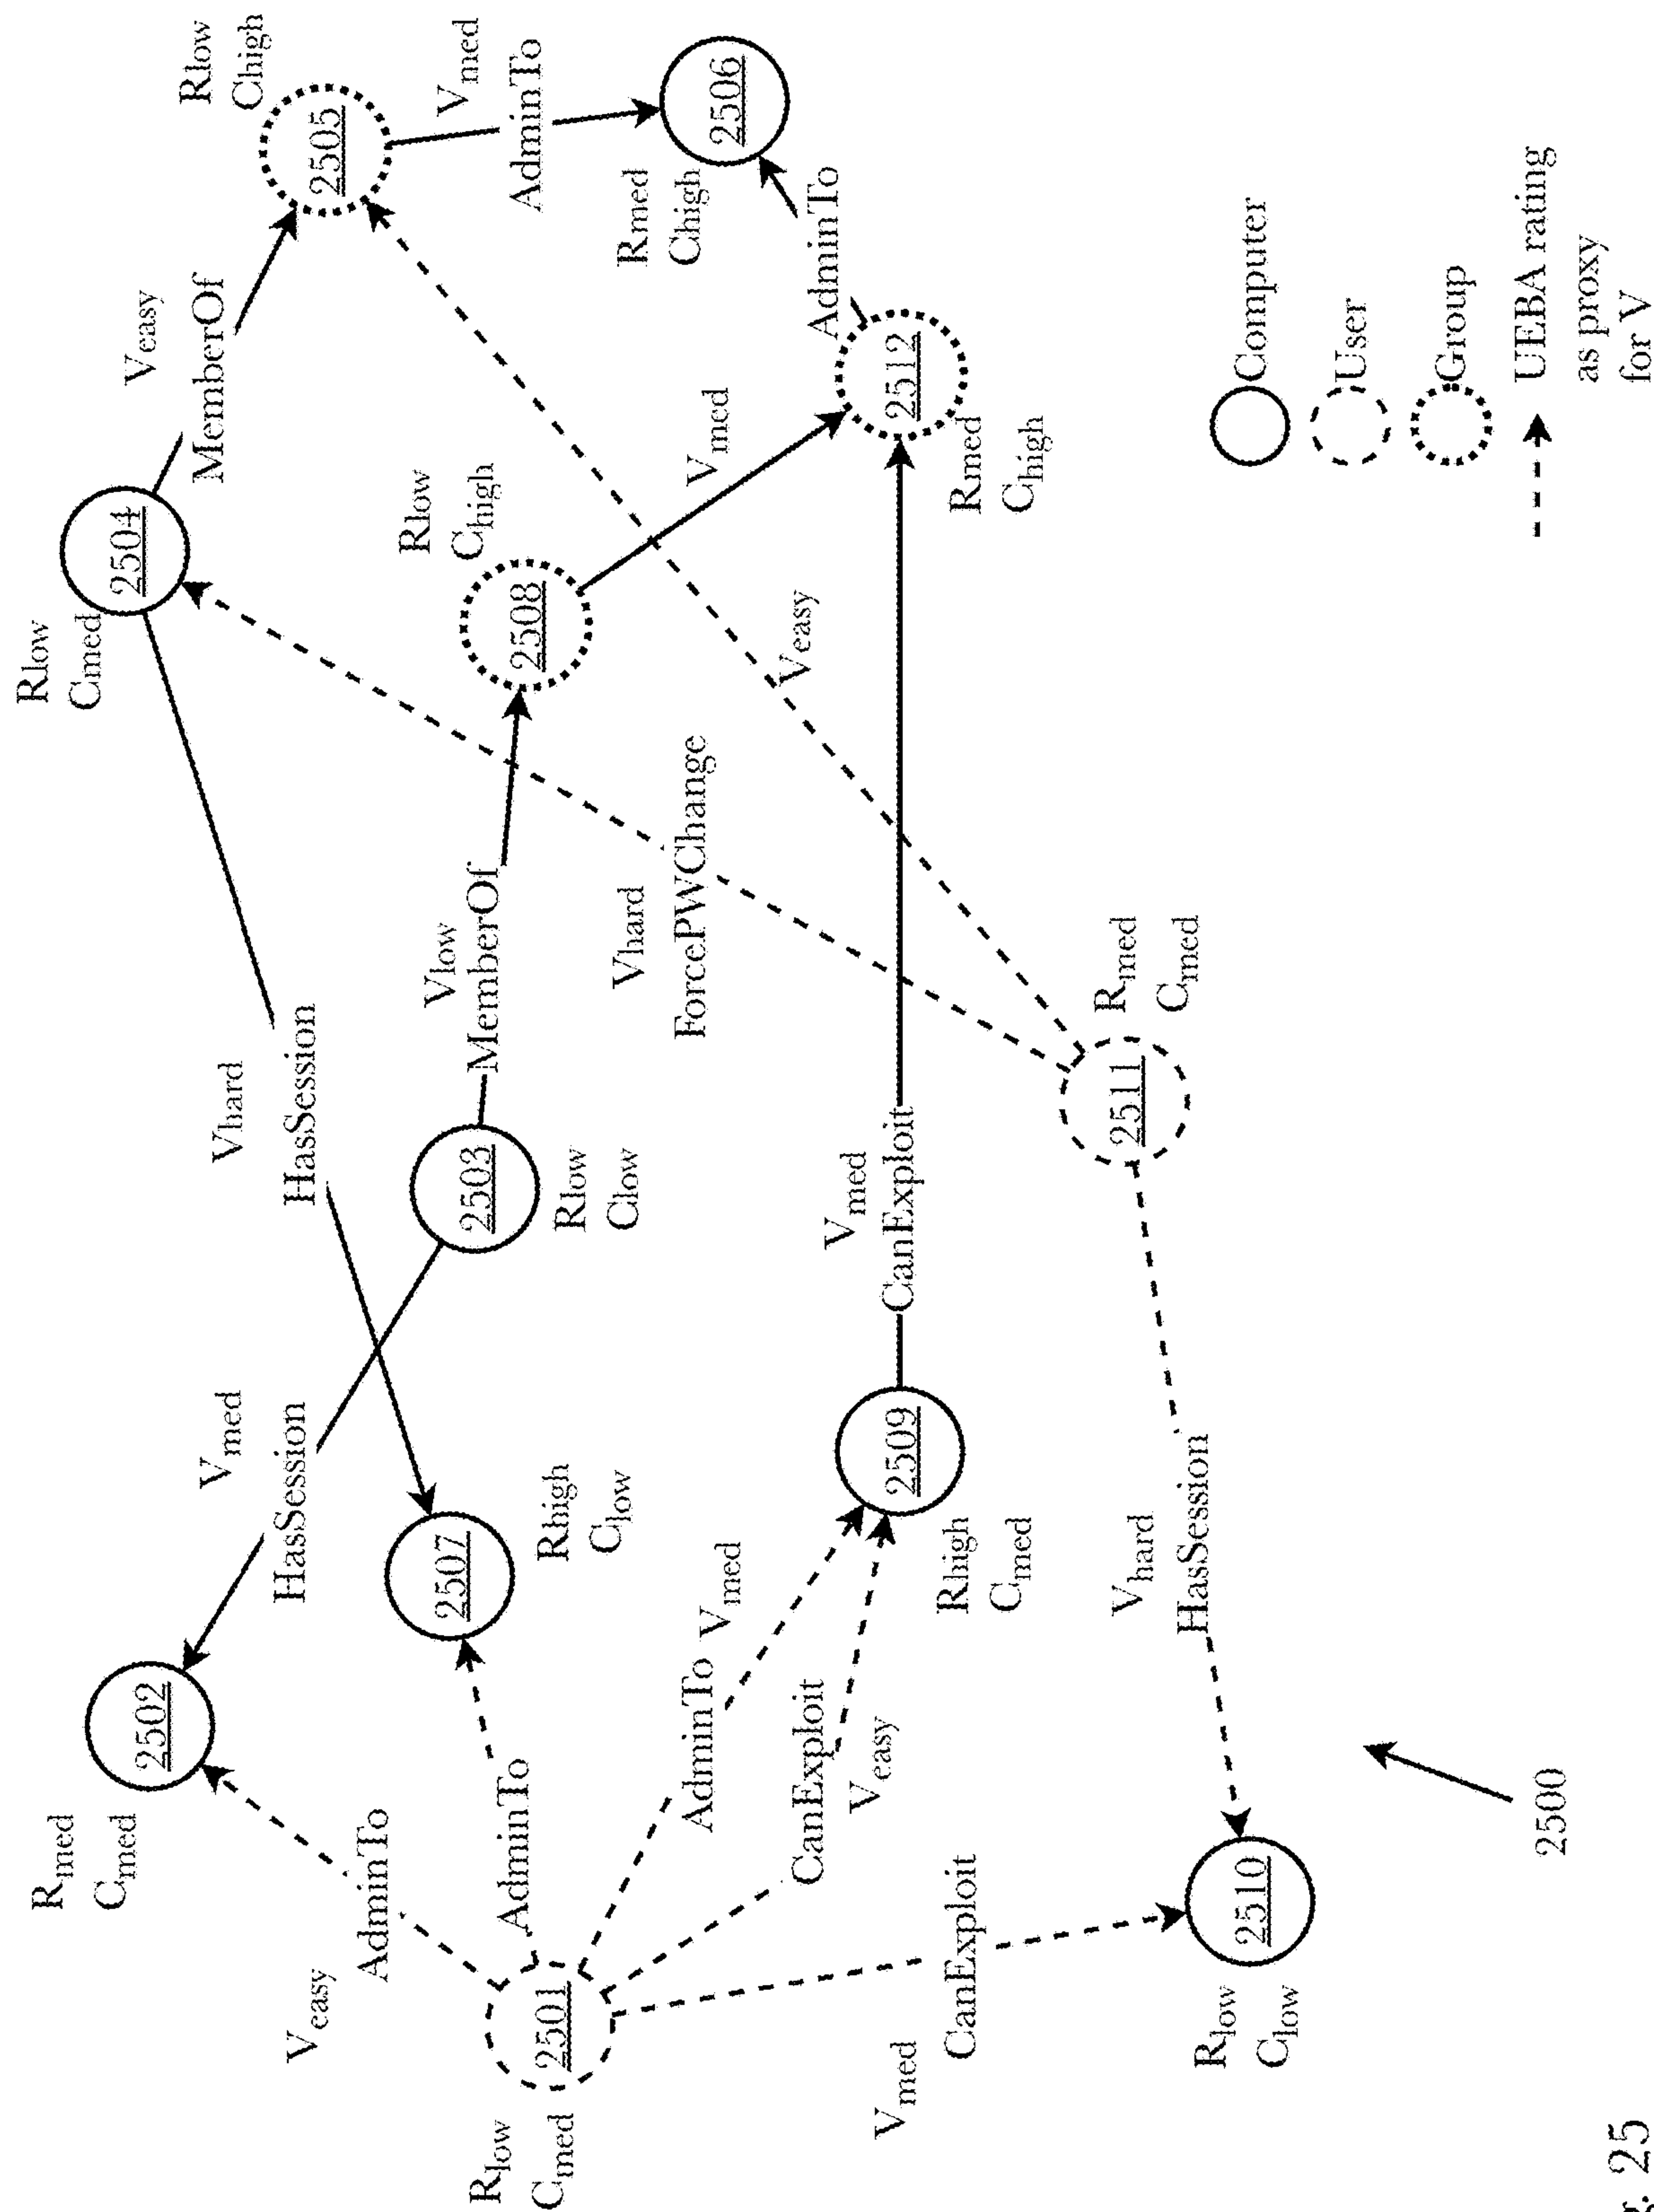 Rmed
Cmed
2502
Veasy
AdminTo
Rlow
Cmed
2501
AdminTo
Vmed
HasSession
2507
Rhigh
Clow
Vhard
HasSession
Rlow
Cmed
2504
Veasy
MemberOf
Rlow
Chigh
2505
Vmed
AdminTo
2506
Rmed
Chigh
2503
Rlow
Clow
Vlow
MemberOf
2508
Rlow
Chigh
Vmed
Vhard
ForcePWChange
Veasy
AdminTo
2512
Rmed
Chigh
AdminTo Vmed
CanExploit
Veasy
2509
Rhigh
Cmed
Vmed
CanExploit
Vmed
CanExploit
2510
Rlow
Clow
Vhard
HasSession
2511
Rmed
Cmed
Computer
User
Group
UEBA rating
as proxy
for V
2500
25